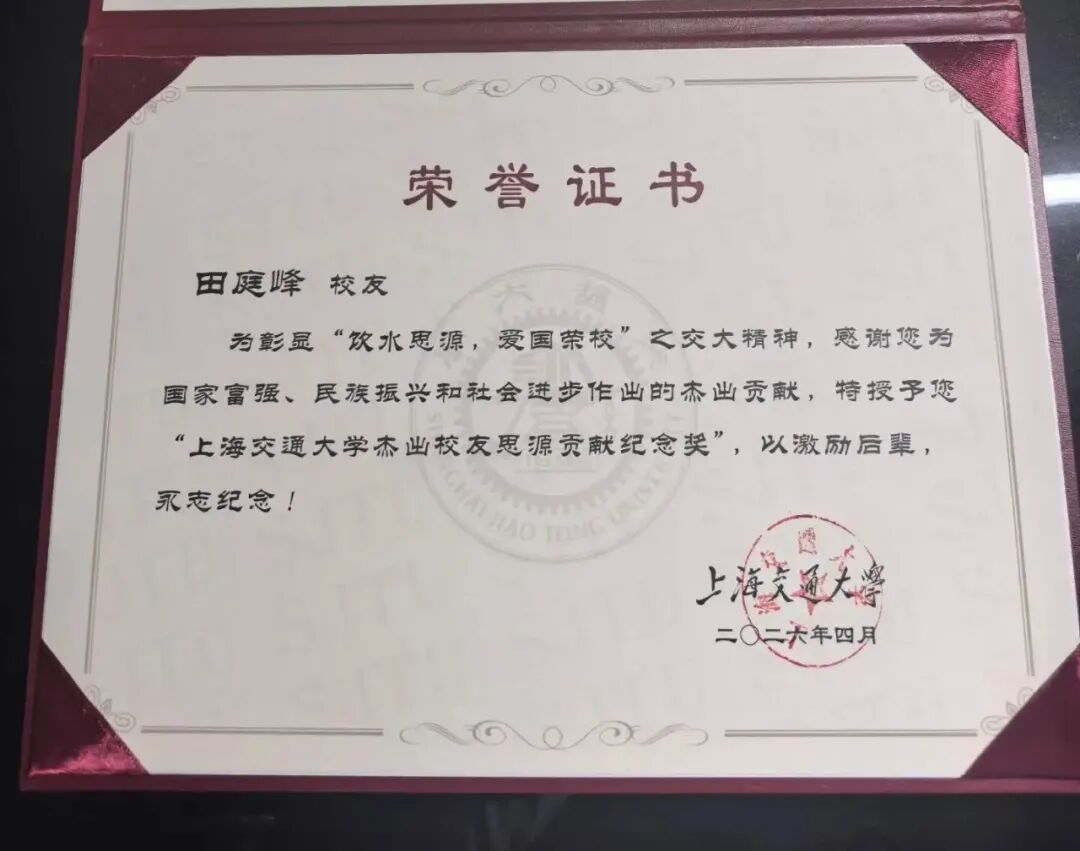 荣誉证书
田庭峰 校友
为彰显“饮水思源，爱国荣校”之交大精神，感谢您为
国家富强、民族振兴和社会进步作出的杰出贡献，特授予您
“上海交通大学杰出校友思源贡献纪念奖”，以激励后辈，
永志纪念！
上海交通大学
二〇二六年四月